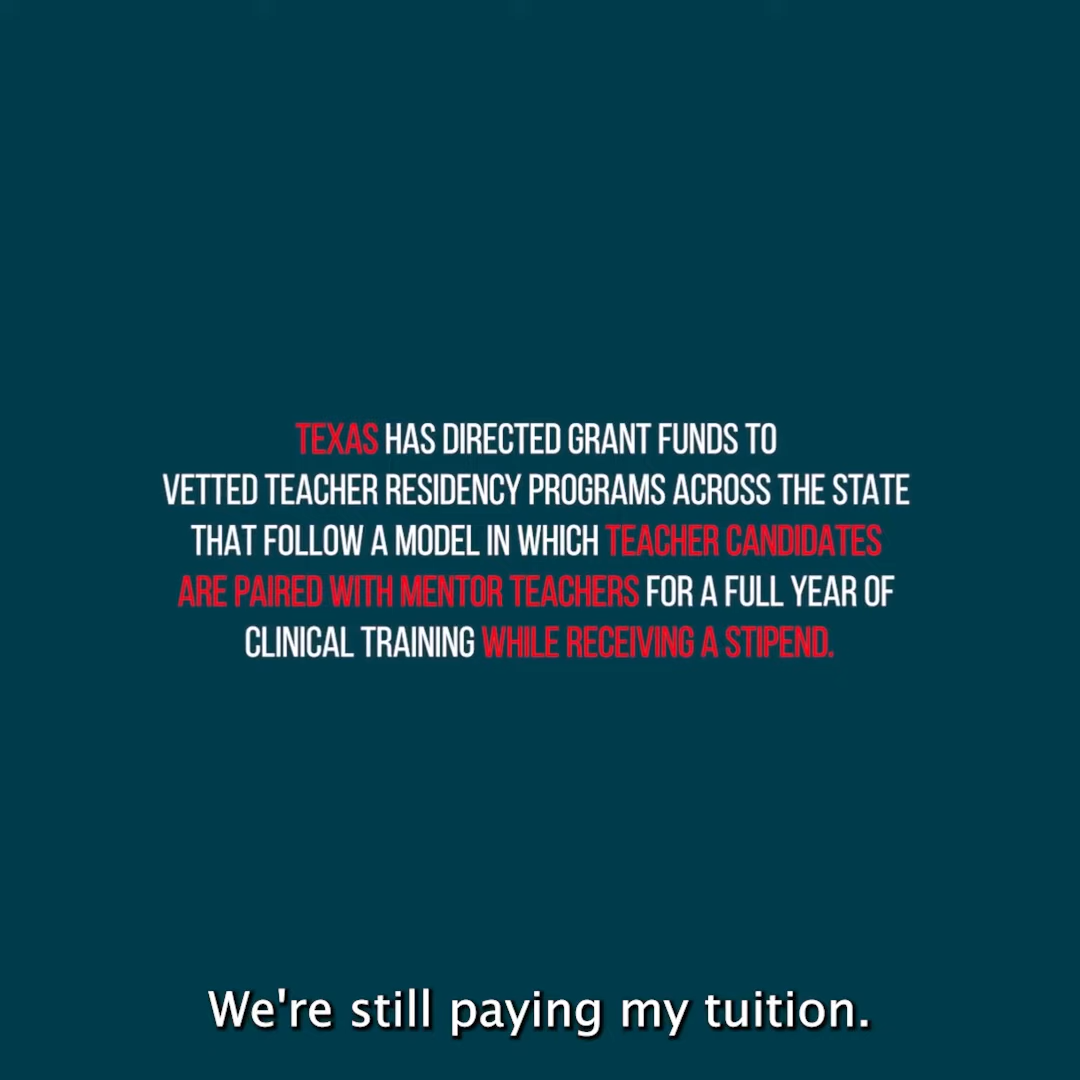 TEXAS HAS DIRECTED GRANT FUNDS TO
VETTED TEACHER RESIDENCY PROGRAMS ACROSS THE STATE
THAT FOLLOW A MODEL IN WHICH TEACHER CANDIDATES
ARE PAIRED WITH MENTOR TEACHERS FOR A FULL YEAR OF
CLINICAL TRAINING WHILE RECEIVING A STIPEND.
We're still paying my tuition.